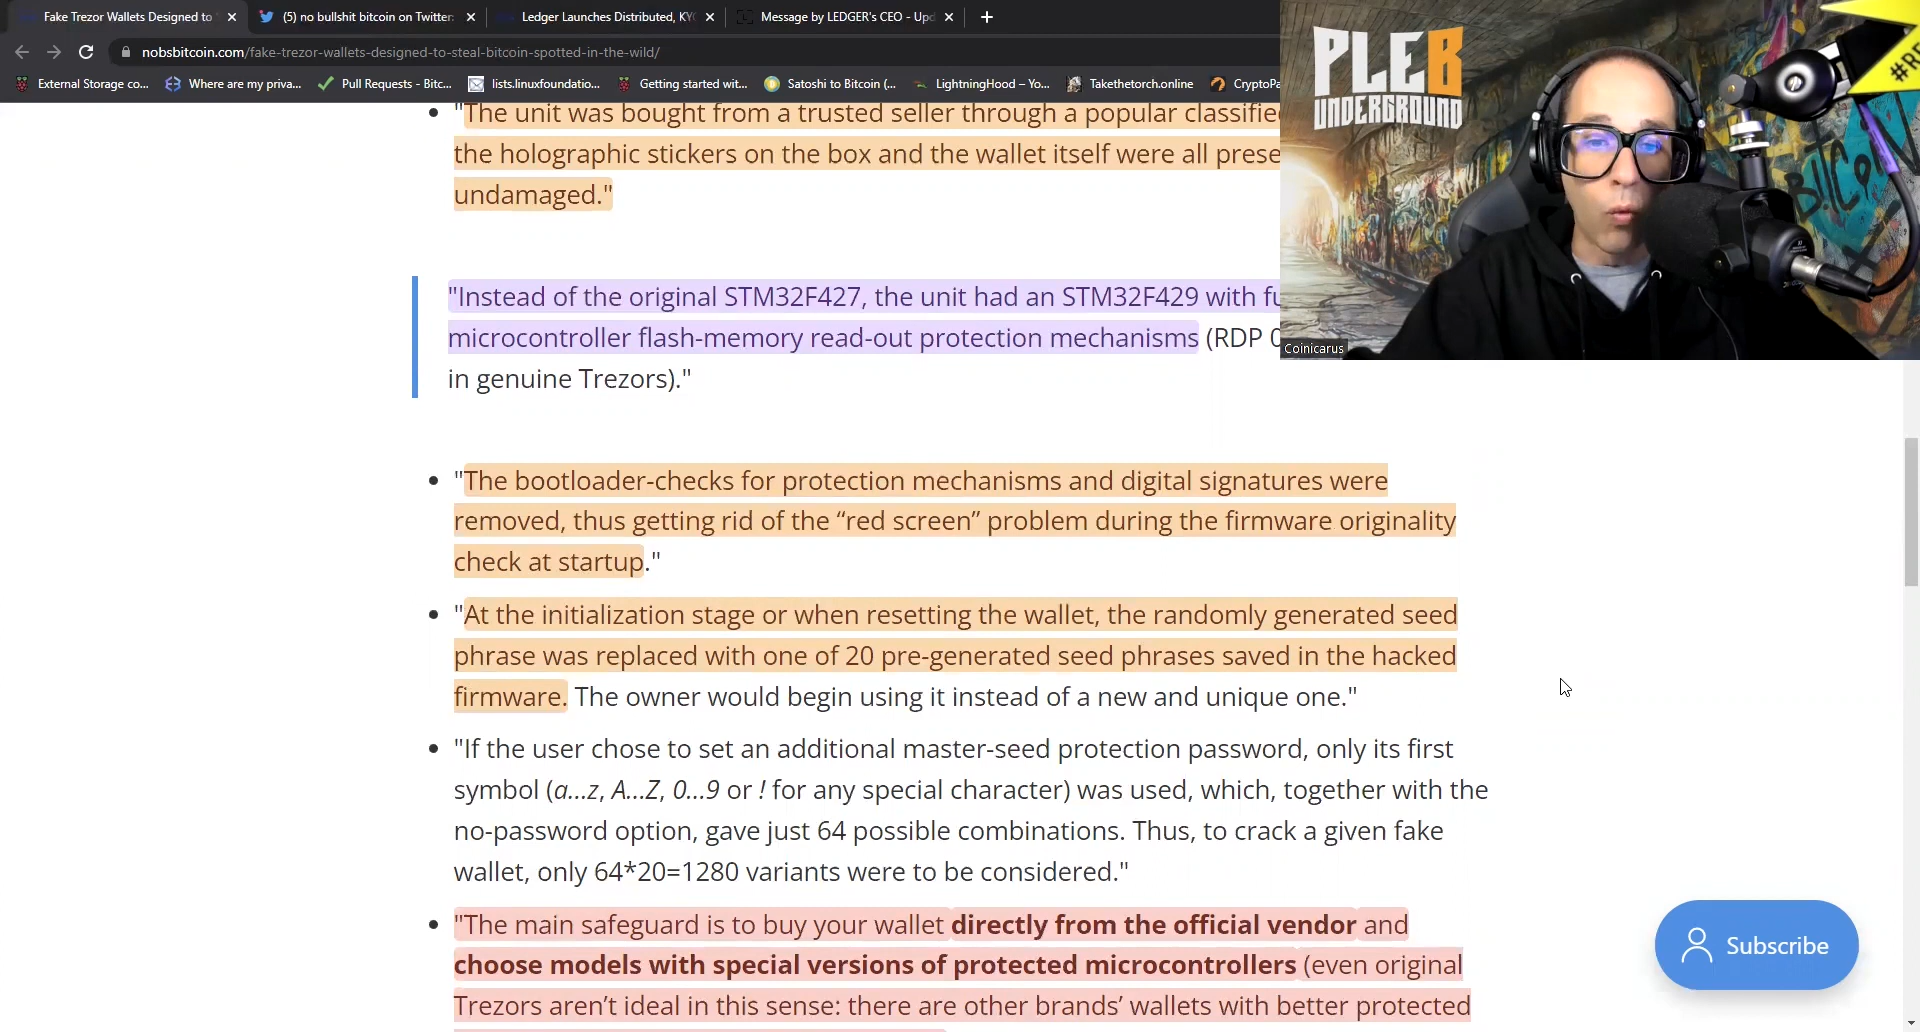 Fake Trezor Wallets Designed to
(5) no bullshit bitcoin on Twitter:
Ledger Launches Distributed, KY
Message by LEDGER's CEO - Upd
nobsbitcoin.com/fake-trezor-wallets-designed-to-steal-bitcoin-spotted-in-the-wild/
External Storage co...
Where are my priva...
Pull Requests - Bitc...
lists.linuxfoundatio...
Getting started wit...
Satoshi to Bitcoin (...
LightningHood – Yo...
Takethetorch.online
CryptoPa
PLEB
UNDERGROUND
#R
BITCOIN
Coinicarus
"The unit was bought from a trusted seller through a popular classifie
the holographic stickers on the box and the wallet itself were all prese
undamaged."
"Instead of the original STM32F427, the unit had an STM32F429 with fu
microcontroller flash-memory read-out protection mechanisms (RDP 0
in genuine Trezors)."
"The bootloader-checks for protection mechanisms and digital signatures were
removed, thus getting rid of the “red screen” problem during the firmware originality
check at startup."
"At the initialization stage or when resetting the wallet, the randomly generated seed
phrase was replaced with one of 20 pre-generated seed phrases saved in the hacked
firmware. The owner would begin using it instead of a new and unique one."
"If the user chose to set an additional master-seed protection password, only its first
symbol (a…z, A…Z, 0…9 or ! for any special character) was used, which, together with the
no-password option, gave just 64 possible combinations. Thus, to crack a given fake
wallet, only 64*20=1280 variants were to be considered."
"The main safeguard is to buy your wallet directly from the official vendor and
choose models with special versions of protected microcontrollers (even original
Trezors aren’t ideal in this sense: there are other brands’ wallets with better protected
Subscribe